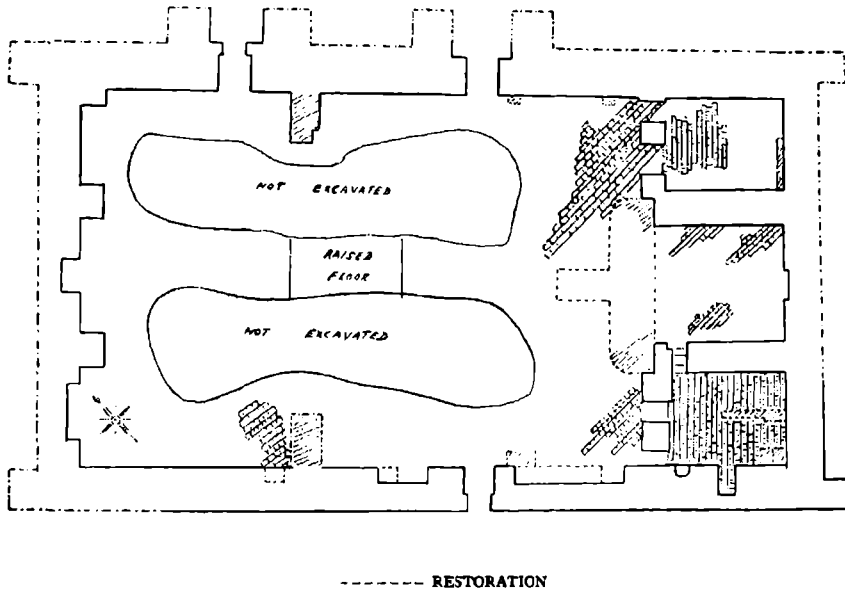 NOT EXCAVATED
RAISED
FLOOR
NOT EXCAVATED
------- RESTORATION